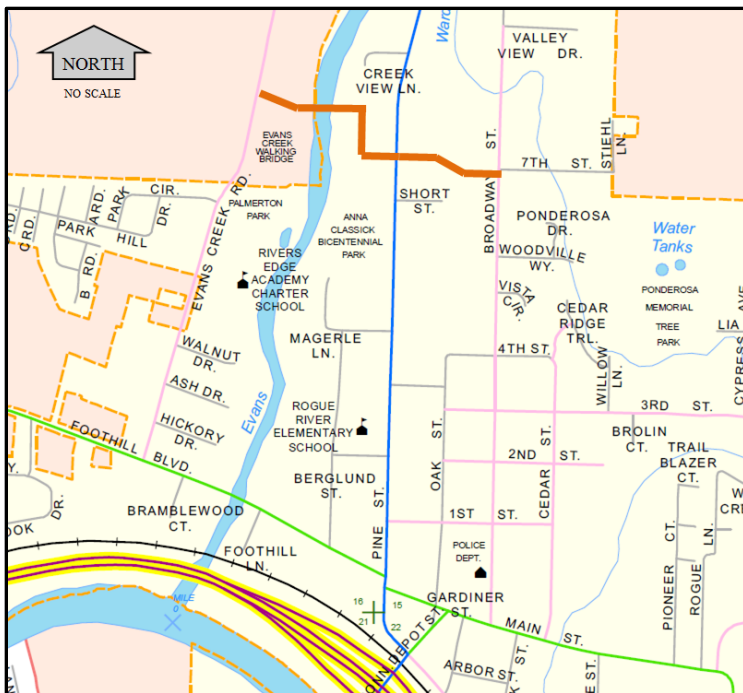 NORTH
NO SCALE
CREEK
VIEW LN.
VALLEY
VIEW DR.
EVANS
CREEK
WALKING
BRIDGE
BROADWAY ST.
7TH ST.
STIEHL
LN.
CIR.
PARK
DR.
PARK HILL
B RD.
EVANS CREEK RD.
PALMERTON
PARK
SHORT
ST.
ANNA
CLASSICK
BICENTENNIAL
PARK
PONDEROSA
DR.
WOODVILLE
WY.
Water
Tanks
RIVERS
EDGE
ACADEMY
CHARTER
SCHOOL
VISTA
CIR.
PONDEROSA
MEMORIAL
TREE
PARK
CEDAR
RIDGE
TRL.
LIA
CYPRESS AVE
WALNUT
DR.
MAGERLE
LN.
4TH ST.
WILLOW
LN.
ASH DR.
Evans
HICKORY
DR.
ROGUE
RIVER
ELEMENTARY
SCHOOL
OAK ST.
3RD ST.
BROLIN
CT.
TRAIL
BLAZER
CT.
FOOTHILL BLVD.
2ND ST.
CEDAR ST.
BERGLUND
ST.
BRAMBLEWOOD
CT.
DR.
PINE ST.
1ST ST.
FOOTHILL
LN.
POLICE
DEPT.
PIONEER CT.
ROGUE LN.
MILE
0
16 15
21 22
GARDINER
ST.
MAIN ST.
DEPOT ST.
ARBOR ST.